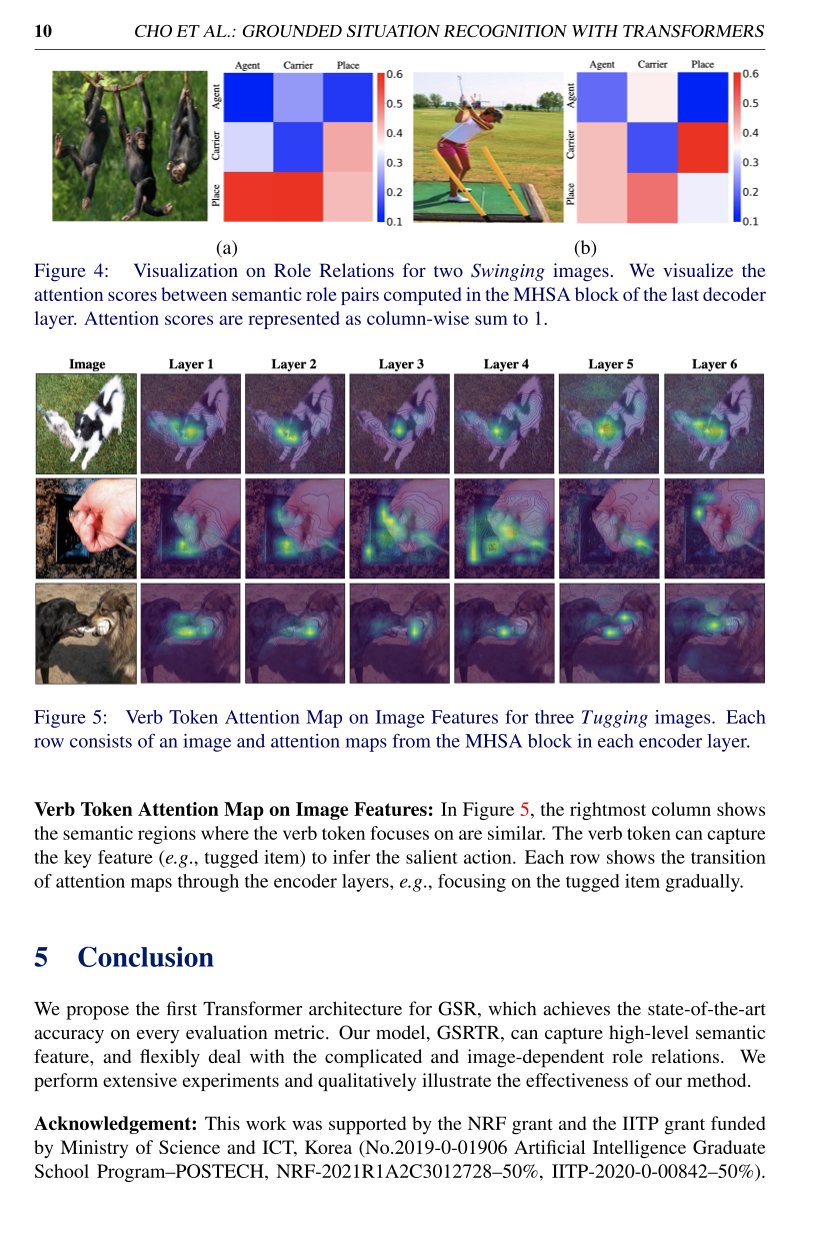 10
CHO ET AL.: GROUNDED SITUATION RECOGNITION WITH TRANSFORMERS
Agent Carrier Place
Agent
Carrier
Place
0.6
0.5
0.4
0.3
0.2
0.1
Agent Carrier Place
Agent
Carrier
Place
0.6
0.5
0.4
0.3
0.2
0.1
(a)
(b)
Figure 4: Visualization on Role Relations for two Swinging images. We visualize the
attention scores between semantic role pairs computed in the MHSA block of the last decoder
layer. Attention scores are represented as column-wise sum to 1.
Image Layer 1 Layer 2 Layer 3 Layer 4 Layer 5 Layer 6
Figure 5: Verb Token Attention Map on Image Features for three Tugging images. Each
row consists of an image and attention maps from the MHSA block in each encoder layer.
Verb Token Attention Map on Image Features: In Figure 5, the rightmost column shows
the semantic regions where the verb token focuses on are similar. The verb token can capture
the key feature (e.g., tugged item) to infer the salient action. Each row shows the transition
of attention maps through the encoder layers, e.g., focusing on the tugged item gradually.
5 Conclusion
We propose the first Transformer architecture for GSR, which achieves the state-of-the-art
accuracy on every evaluation metric. Our model, GSRTR, can capture high-level semantic
feature, and flexibly deal with the complicated and image-dependent role relations. We
perform extensive experiments and qualitatively illustrate the effectiveness of our method.
Acknowledgement: This work was supported by the NRF grant and the IITP grant funded
by Ministry of Science and ICT, Korea (No.2019-0-01906 Artificial Intelligence Graduate
School Program–POSTECH, NRF-2021R1A2C3012728–50%, IITP-2020-0-00842–50%).